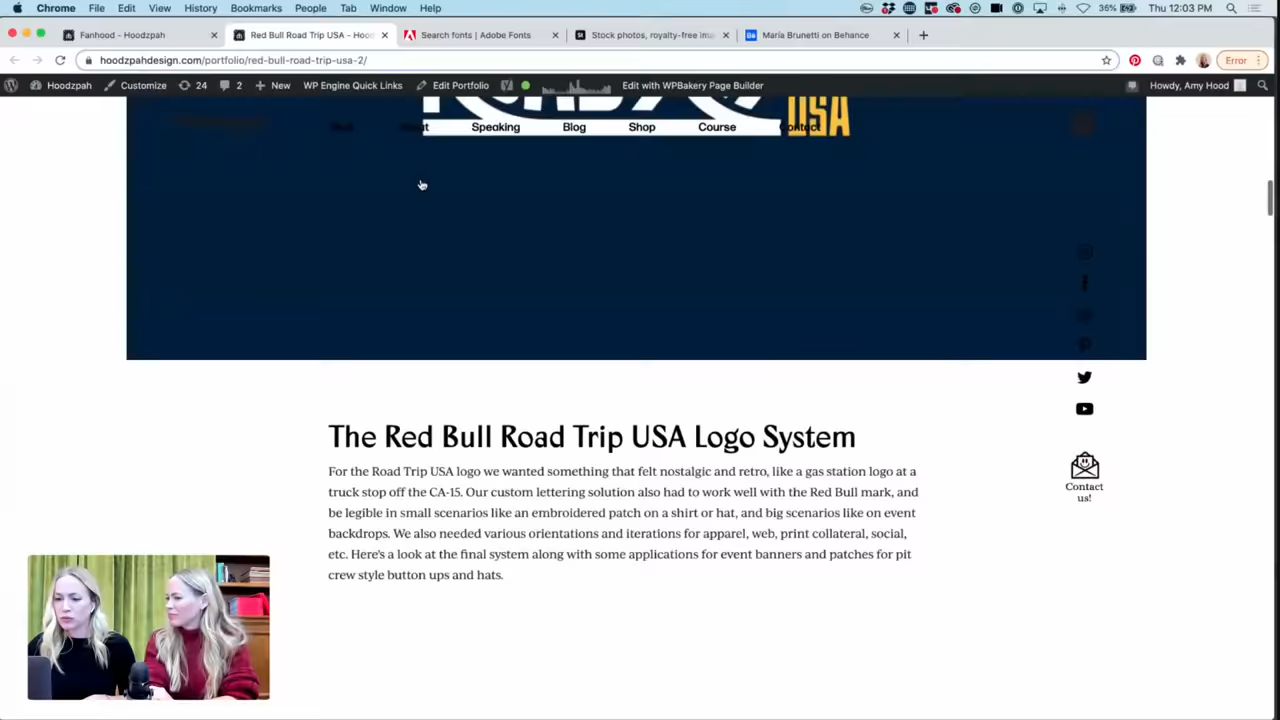 Chrome File Edit View History Bookmarks People Tab Window Help 36% Thu 12:03 PM
Fanhood - Hoodzpah Red Bull Road Trip USA - Hood Search fonts | Adobe Fonts Stock photos, royalty-free ima María Brunetti on Behance
hoodzpahdesign.com/portfolio/red-bull-road-trip-usa-2/ Error
Hoodzpah Customize 24 2 New WP Engine Quick Links Edit Portfolio Edit with WPBakery Page Builder Howdy, Amy Hood
USA
About Speaking Blog Shop Course Contact
The Red Bull Road Trip USA Logo System
For the Road Trip USA logo we wanted something that felt nostalgic and retro, like a gas station logo at a
truck stop off the CA-15. Our custom lettering solution also had to work well with the Red Bull mark, and
be legible in small scenarios like an embroidered patch on a shirt or hat, and big scenarios like on event
backdrops. We also needed various orientations and iterations for apparel, web, print collateral, social,
etc. Here's a look at the final system along with some applications for event banners and patches for pit
crew style button ups and hats.
Contact
us!